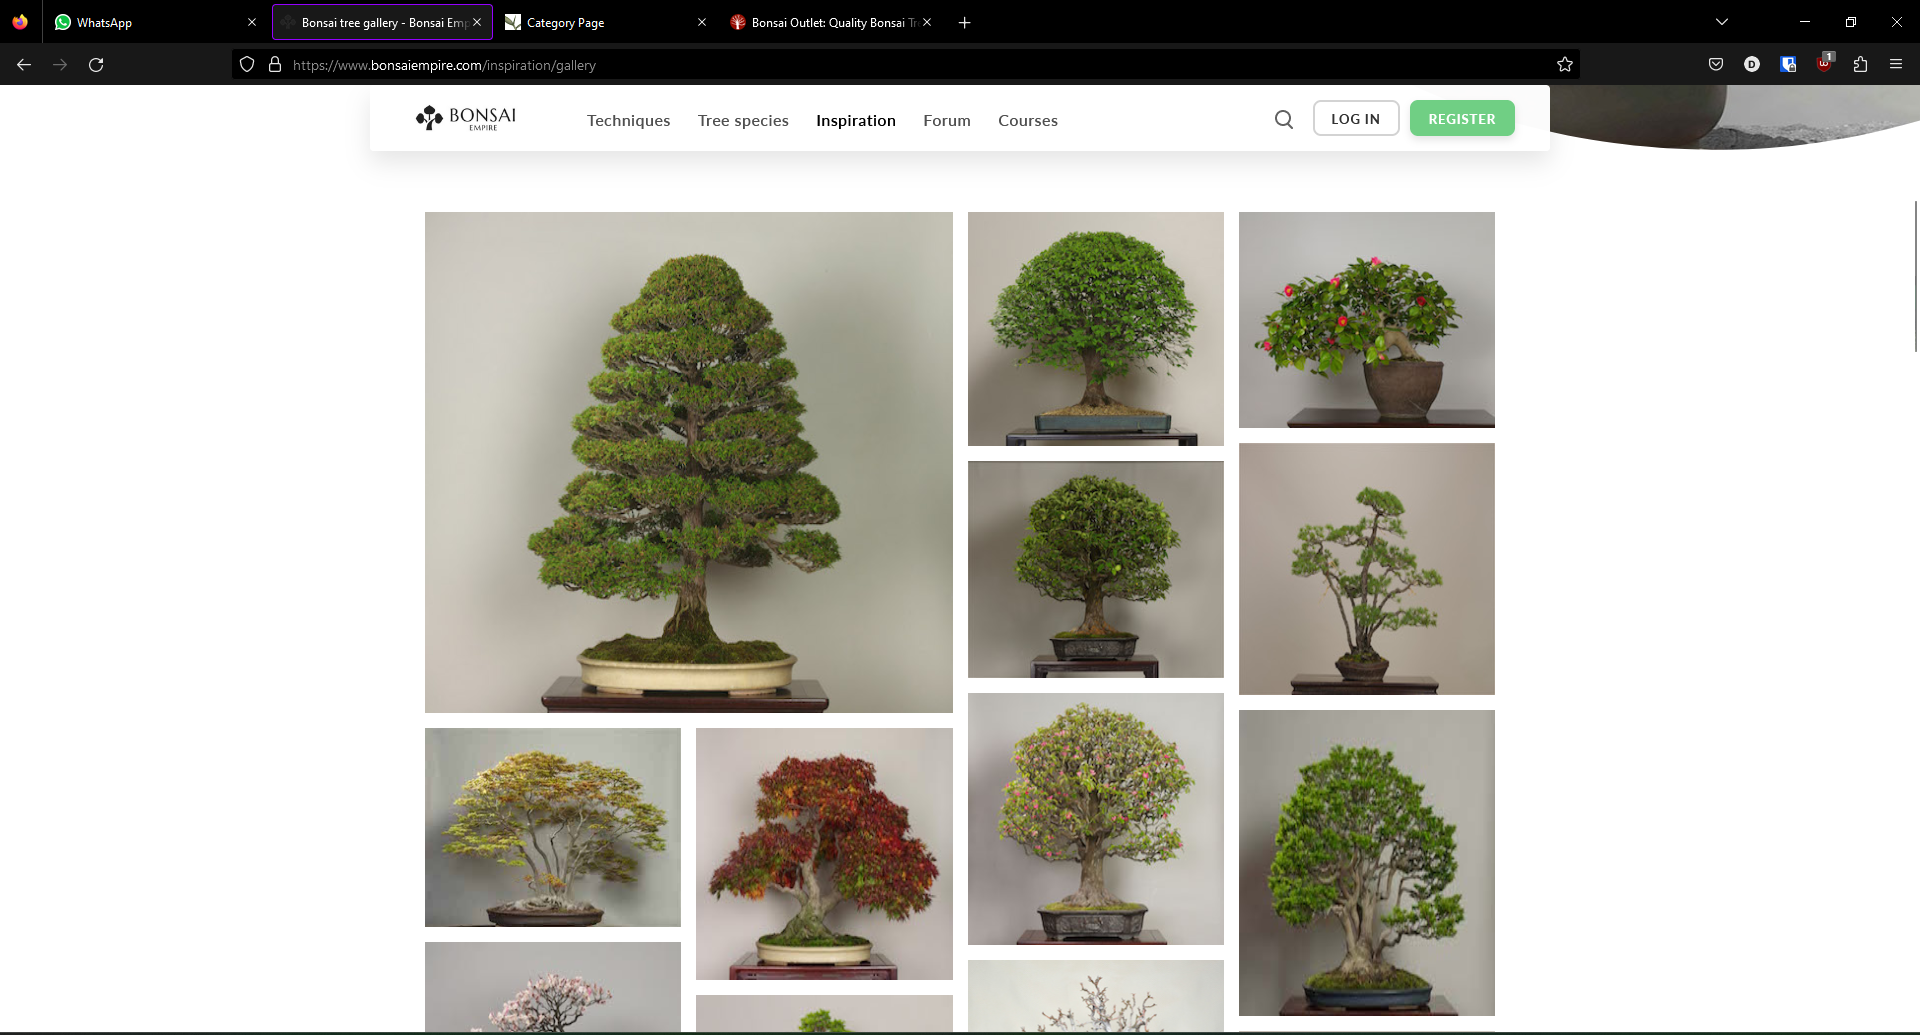 WhatsApp
Bonsai tree gallery - Bonsai Emp
Category Page
Bonsai Outlet: Quality Bonsai Tr
https://www.bonsaiempire.com/inspiration/gallery
D
1
BONSAI
EMPIRE
Techniques
Tree species
Inspiration
Forum
Courses
LOG IN
REGISTER